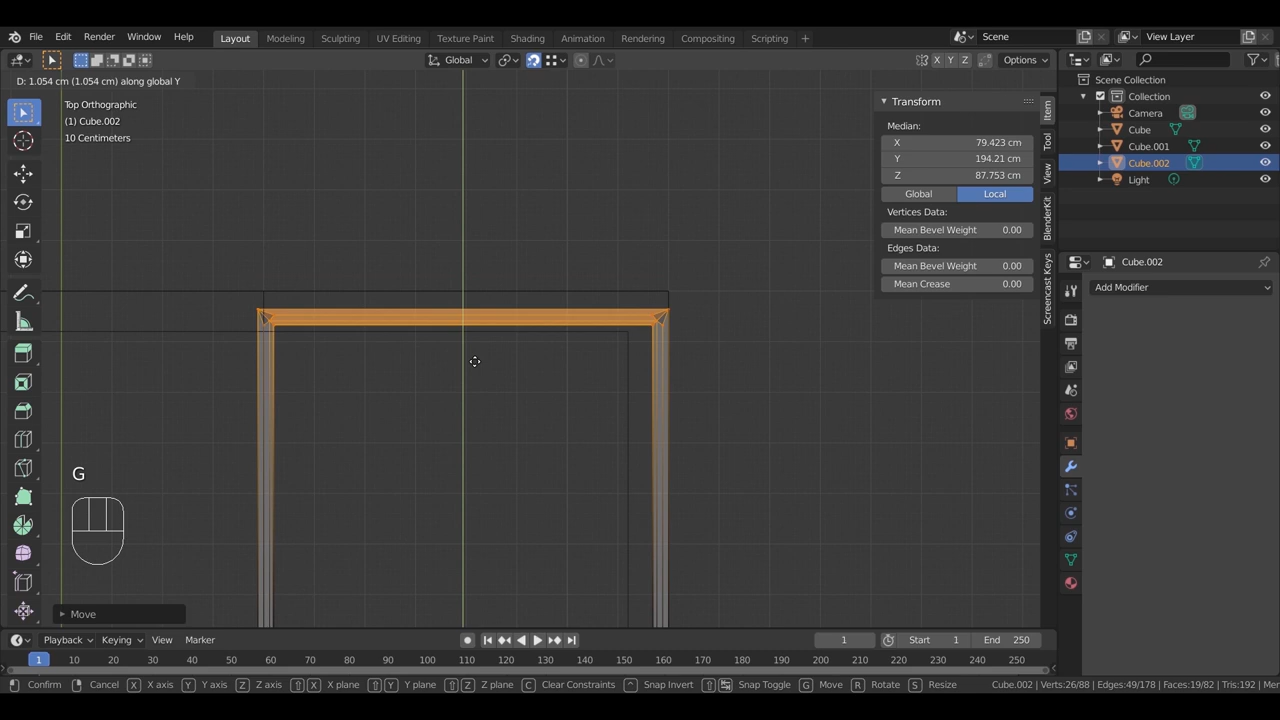 File Edit Render Window Help Layout Modeling Sculpting UV Editing Texture Paint Shading Animation Rendering Compositing Scripting + Scene View Layer
Global X Y Z Options
D: 1.054 cm (1.054 cm) along global Y
Top Orthographic
(1) Cube.002
10 Centimeters
Transform
Median:
X 79.423 cm
Y 194.21 cm
Z 87.753 cm
Global Local
Vertices Data:
Mean Bevel Weight 0.00
Edges Data:
Mean Bevel Weight 0.00
Mean Crease 0.00
Item
Tool
View
BlenderKit
Screencast Keys
Scene Collection
Collection
Camera
Cube
Cube.001
Cube.002
Light
Cube.002
Add Modifier
G
Move
Playback Keying View Marker 1 Start 1 End 250
1 10 20 30 40 50 60 70 80 90 100 110 120 130 140 150 160 170 180 190 200 210 220 230 240 250
Confirm Cancel X X axis Y Y axis Z Z axis X X plane Y Y plane Z Z plane C Clear Constraints Snap Invert Snap Toggle G Move R Rotate S Resize Cube.002 | Verts:26/88 | Edges:49/178 | Faces:19/82 | Tris:192 | Mer